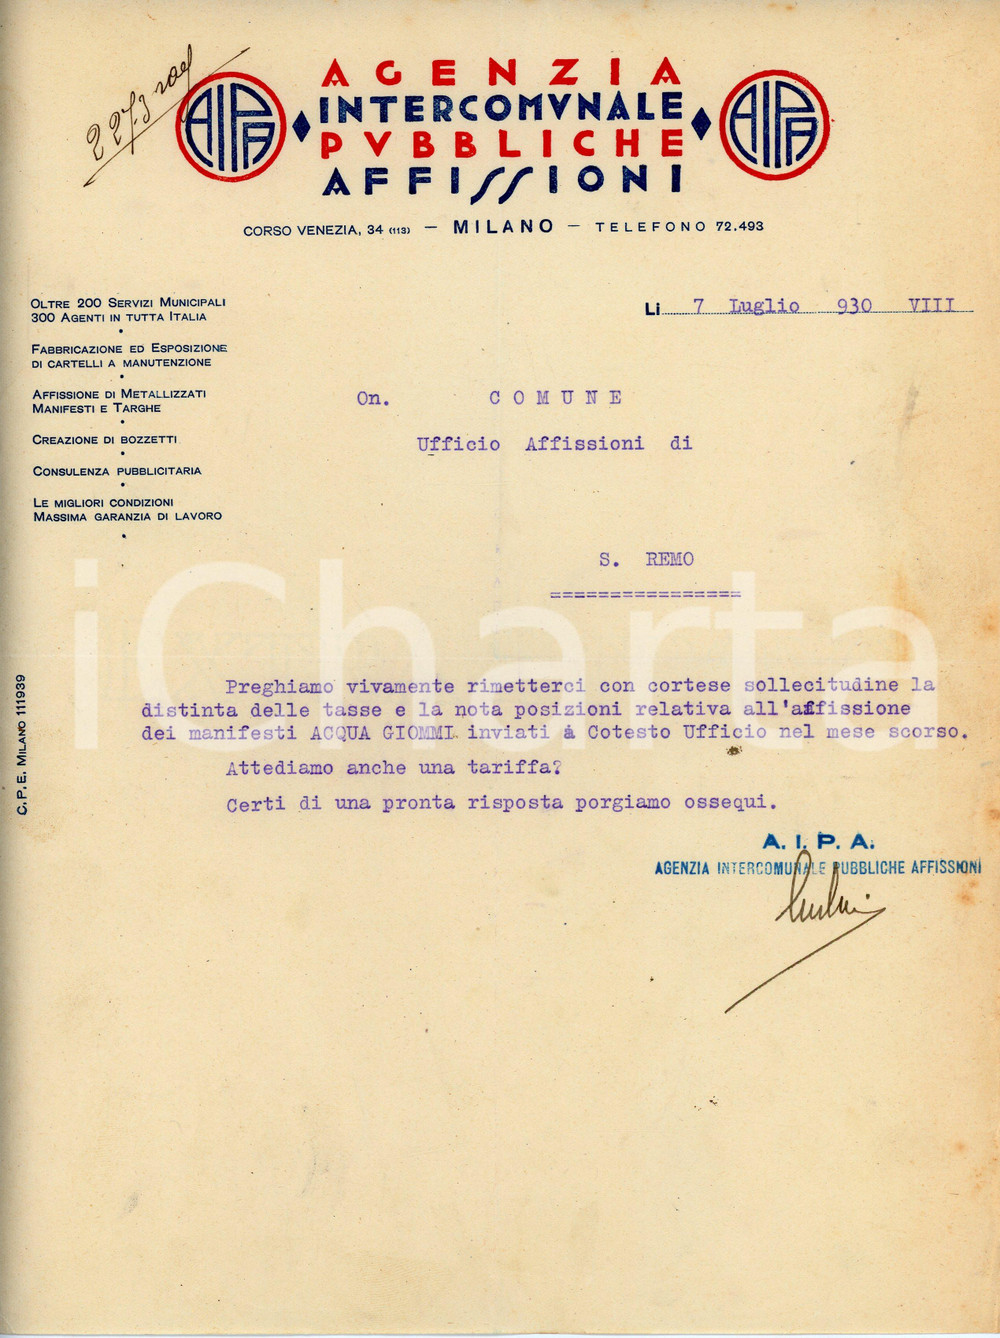 AGENZIA
INTERCOMVNALE
PVBBLICHE
AFFISSIONI
AIPA
AIPA
CORSO VENEZIA, 34 (113) — MILANO — TELEFONO 72.493
OLTRE 200 SERVIZI MUNICIPALI
300 AGENTI IN TUTTA ITALIA
FABBRICAZIONE ED ESPOSIZIONE
DI CARTELLI A MANUTENZIONE
AFFISSIONE DI METALLIZZATI
MANIFESTI E TARGHE
CREAZIONE DI BOZZETTI
CONSULENZA PUBBLICITARIA
LE MIGLIORI CONDIZIONI
MASSIMA GARANZIA DI LAVORO
Li 7 Luglio 930 VIII
On. COMUNE
Ufficio Affissioni di
S. REMO
================
iCharta
C.P.E. MILANO 111939
Preghiamo vivamente rimetterci con cortese sollecitudine la
distinta delle tasse e la nota posizioni relativa all'affissione
dei manifesti ACQUA GIOMMI inviati à Cotesto Ufficio nel mese scorso.
Attediamo anche una tariffa?
Certi di una pronta risposta porgiamo ossequi.
A. I. P. A.
AGENZIA INTERCOMUNALE PUBBLICHE AFFISSIONI